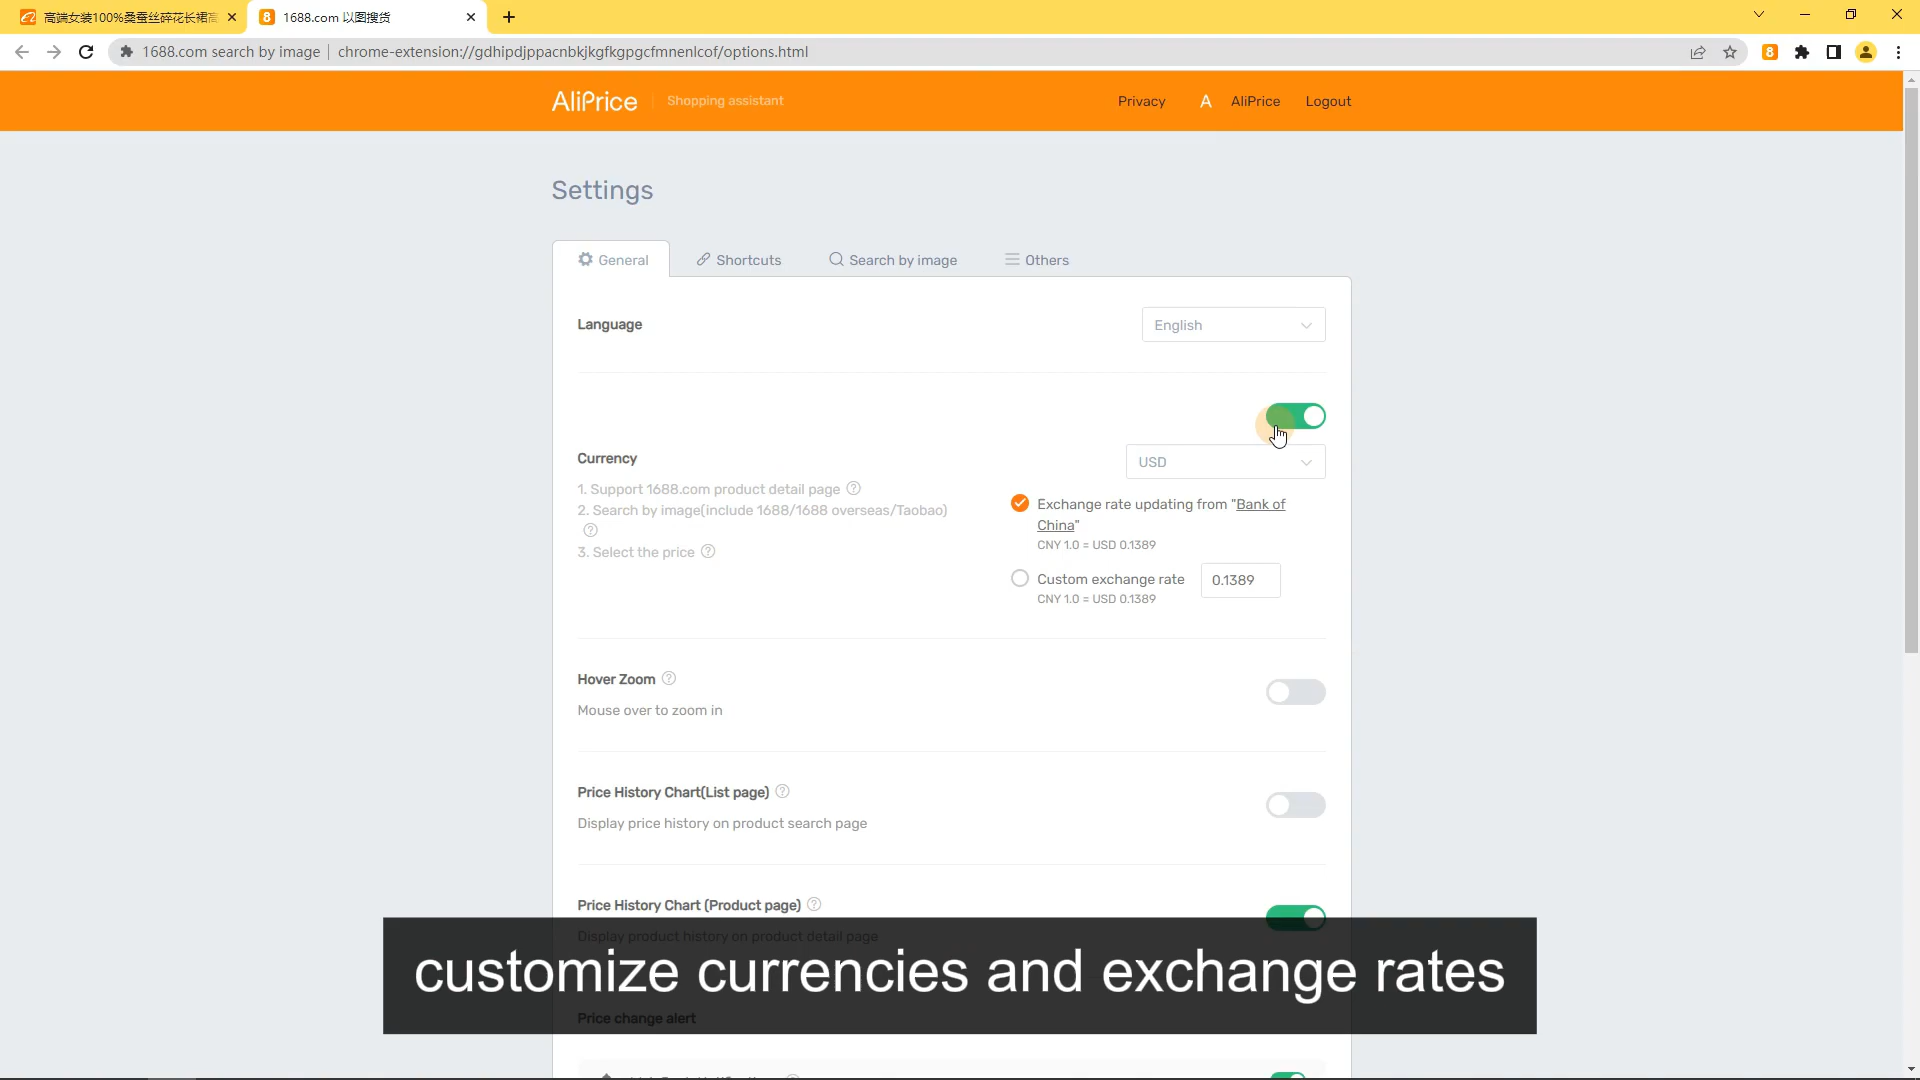 高端女装100%桑蚕丝碎花长裙高
1688.com 以图搜货
1688.com search by image
chrome-extension://gdhipdjppacnbkjkgfkgpgcfmnenlcof/options.html
AliPrice
Shopping assistant
Privacy
A
AliPrice
Logout
Settings
General
Shortcuts
Search by image
Others
Language
English
Currency
USD
1. Support 1688.com product detail page
2. Search by image(include 1688/1688 overseas/Taobao)
3. Select the price
Exchange rate updating from "Bank of
China"
CNY 1.0 = USD 0.1389
Custom exchange rate
0.1389
CNY 1.0 = USD 0.1389
Hover Zoom
Mouse over to zoom in
Price History Chart(List page)
Display price history on product search page
Price History Chart (Product page)
Display product history on product detail page
customize currencies and exchange rates
Price change alert